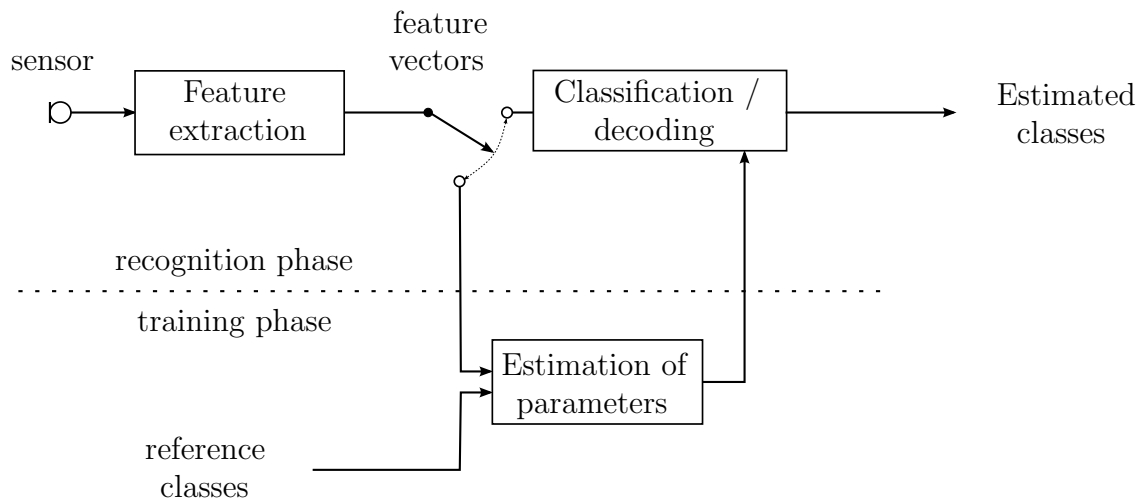 feature
vectors
sensor
Feature
extraction
Classification /
decoding
Estimated
classes
recognition phase
training phase
Estimation of
parameters
reference
classes